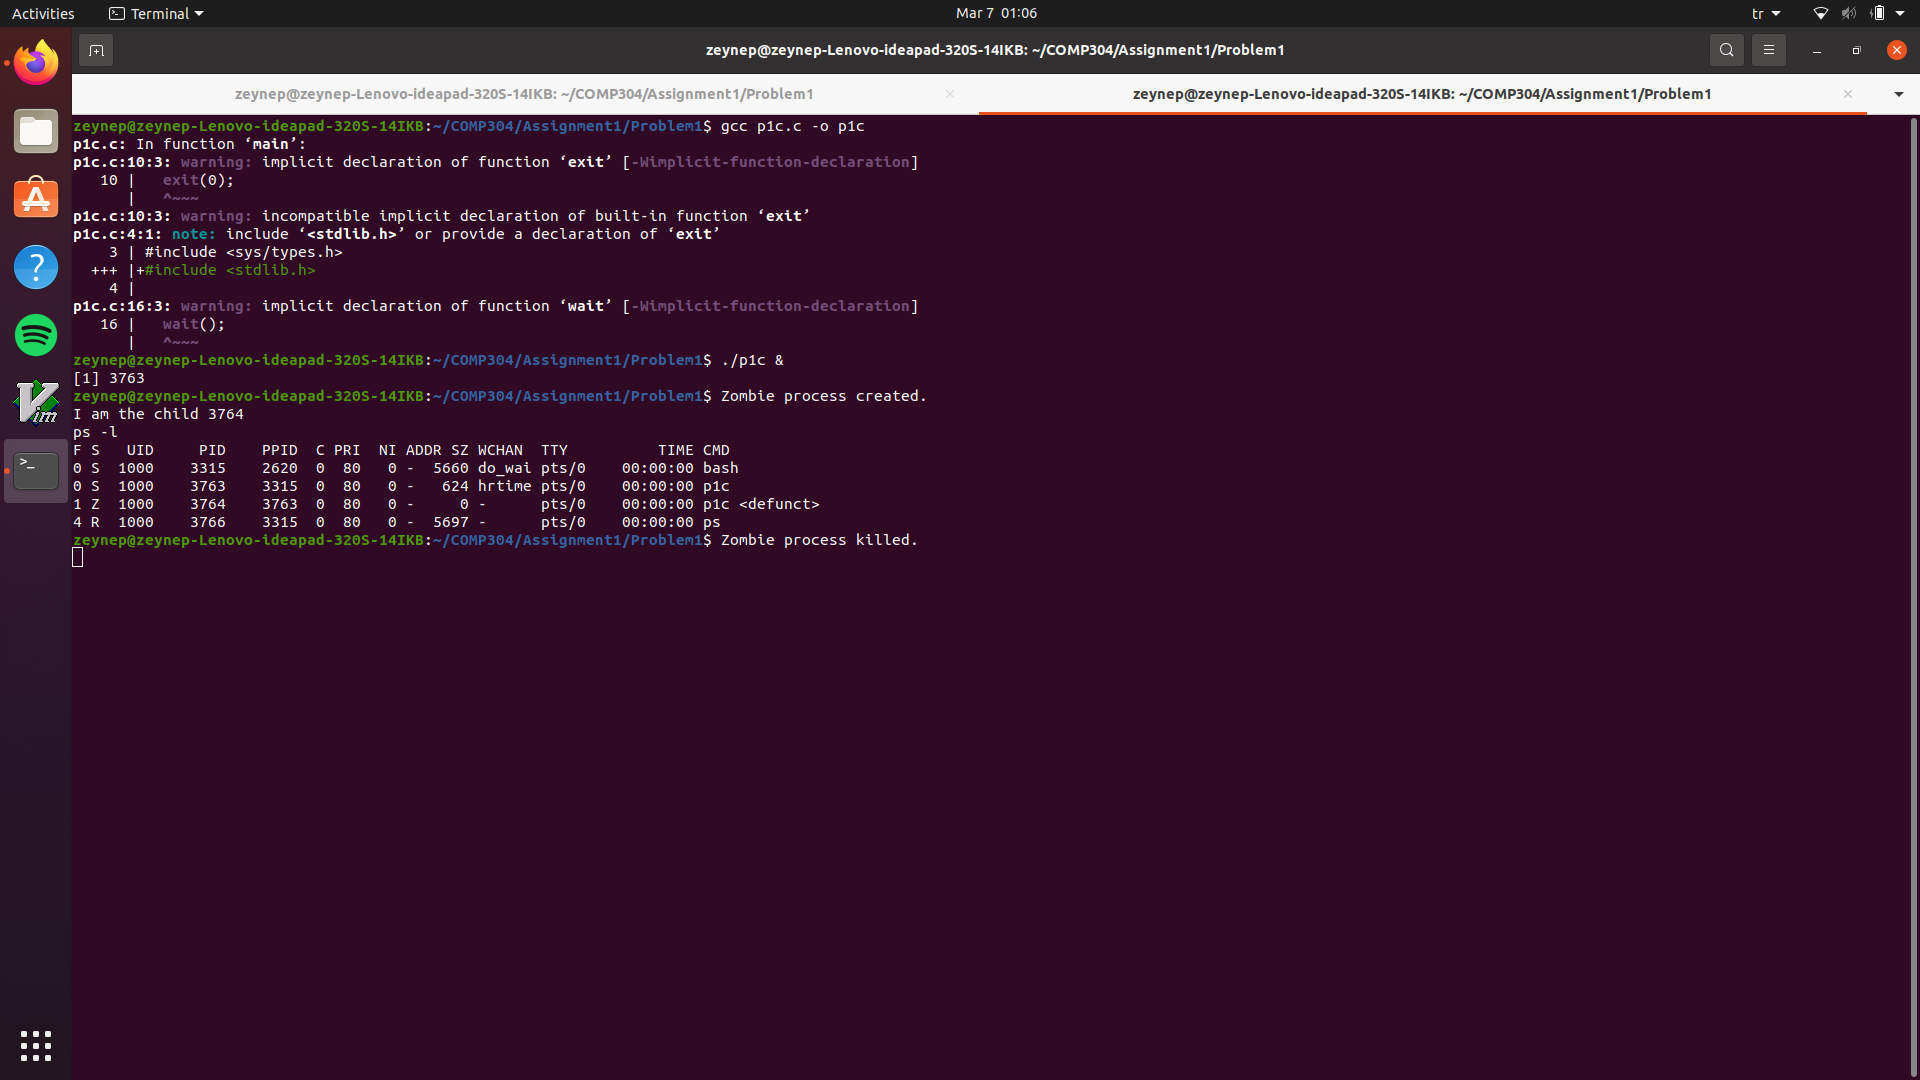 Activities Terminal Mar 7 01:06 tr
zeynep@zeynep-Lenovo-ideapad-320S-14IKB: ~/COMP304/Assignment1/Problem1
zeynep@zeynep-Lenovo-ideapad-320S-14IKB: ~/COMP304/Assignment1/Problem1 zeynep@zeynep-Lenovo-ideapad-320S-14IKB: ~/COMP304/Assignment1/Problem1
zeynep@zeynep-Lenovo-ideapad-320S-14IKB:~/COMP304/Assignment1/Problem1$ gcc p1c.c -o p1c
p1c.c: In function ‘main’:
p1c.c:10:3: warning: implicit declaration of function ‘exit’ [-Wimplicit-function-declaration]
   10 |   exit(0);
      |   ^~~~
p1c.c:10:3: warning: incompatible implicit declaration of built-in function ‘exit’
p1c.c:4:1: note: include ‘<stdlib.h>’ or provide a declaration of ‘exit’
    3 | #include <sys/types.h>
  +++ |+#include <stdlib.h>
    4 |
p1c.c:16:3: warning: implicit declaration of function ‘wait’ [-Wimplicit-function-declaration]
   16 |   wait();
      |   ^~~~
zeynep@zeynep-Lenovo-ideapad-320S-14IKB:~/COMP304/Assignment1/Problem1$ ./p1c &
[1] 3763
zeynep@zeynep-Lenovo-ideapad-320S-14IKB:~/COMP304/Assignment1/Problem1$ Zombie process created.
I am the child 3764
ps -l
F S   UID     PID    PPID  C PRI  NI ADDR SZ WCHAN  TTY          TIME CMD
0 S  1000    3315    2620  0  80   0 -  5660 do_wai pts/0    00:00:00 bash
0 S  1000    3763    3315  0  80   0 -   624 hrtime pts/0    00:00:00 p1c
1 Z  1000    3764    3763  0  80   0 -     0 -      pts/0    00:00:00 p1c <defunct>
4 R  1000    3766    3315  0  80   0 -  5697 -      pts/0    00:00:00 ps
zeynep@zeynep-Lenovo-ideapad-320S-14IKB:~/COMP304/Assignment1/Problem1$ Zombie process killed.